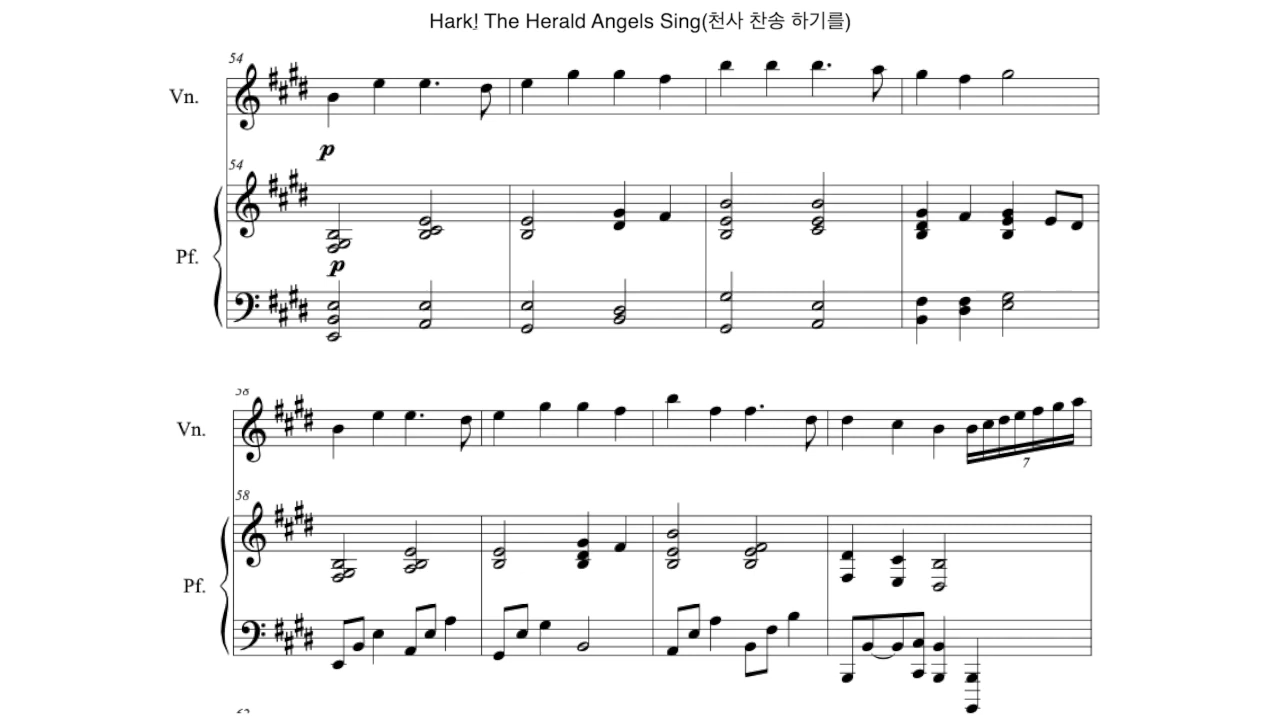 Hark! The Herald Angels Sing(천사 찬송 하기를)
54
Vn.
p
54
Pf.
p
58
Vn.
7
58
Pf.